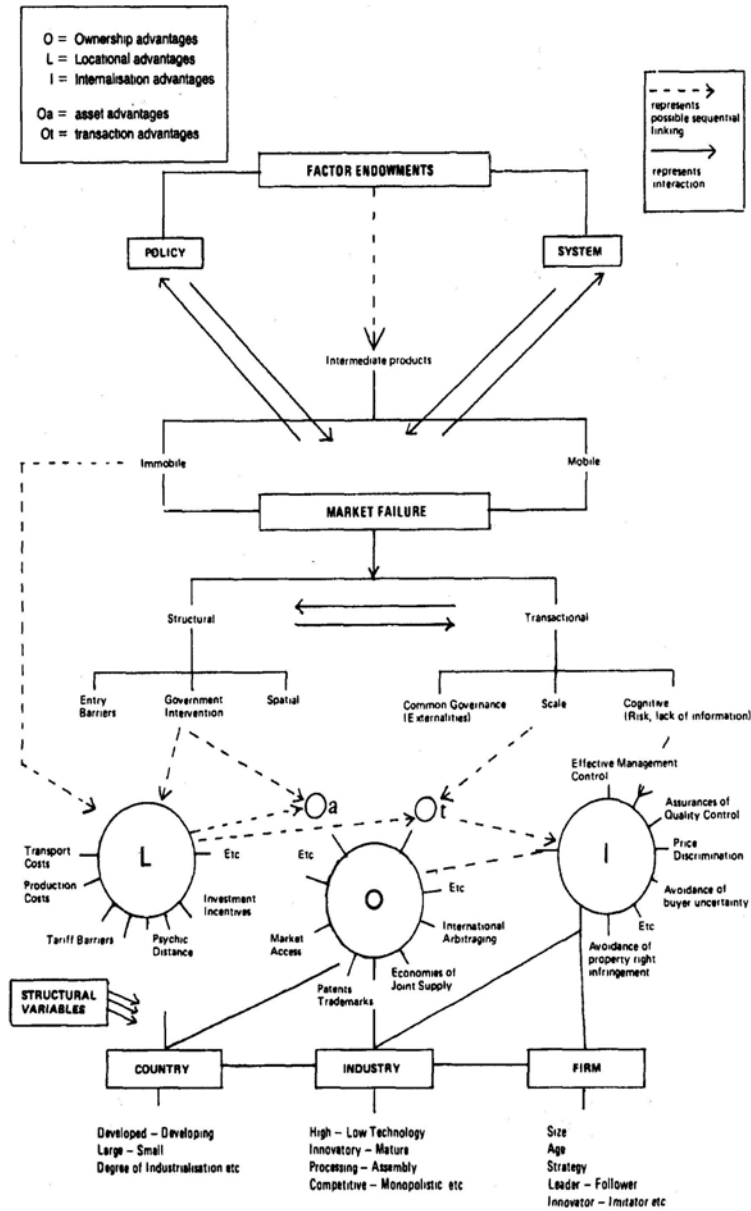 O = Ownership advantages
L = Locational advantages
I = Internalisation advantages
Oa = asset advantages
Ot = transaction advantages
represents
possible sequential
linking
represents
interaction
FACTOR ENDOWMENTS
POLICY
SYSTEM
Intermediate products
Immobile
Mobile
MARKET FAILURE
Structural
Transactional
Entry
Barriers
Government
Intervention
Spatial
Common Governance
(Externalities)
Scale
Cognitive
(Risk, lack of information)
Oa
Ot
L
Etc
Transport
Costs
Production
Costs
Tariff Barriers
Psychic
Distance
Investment
Incentives
O
Etc
Etc
Market
Access
Patents
Trademarks
Economies of
Joint Supply
International
Arbitraging
I
Effective Management
Control
Assurances of
Quality Control
Price
Discrimination
Avoidance of
buyer uncertainty
Etc
Avoidance of
property right
infringement
STRUCTURAL
VARIABLES
COUNTRY
INDUSTRY
FIRM
Developed – Developing
Large – Small
Degree of Industrialisation etc
High – Low Technology
Innovatory – Mature
Processing – Assembly
Competitive – Monopolistic etc
Size
Age
Strategy
Leader – Follower
Innovator – Imitator etc